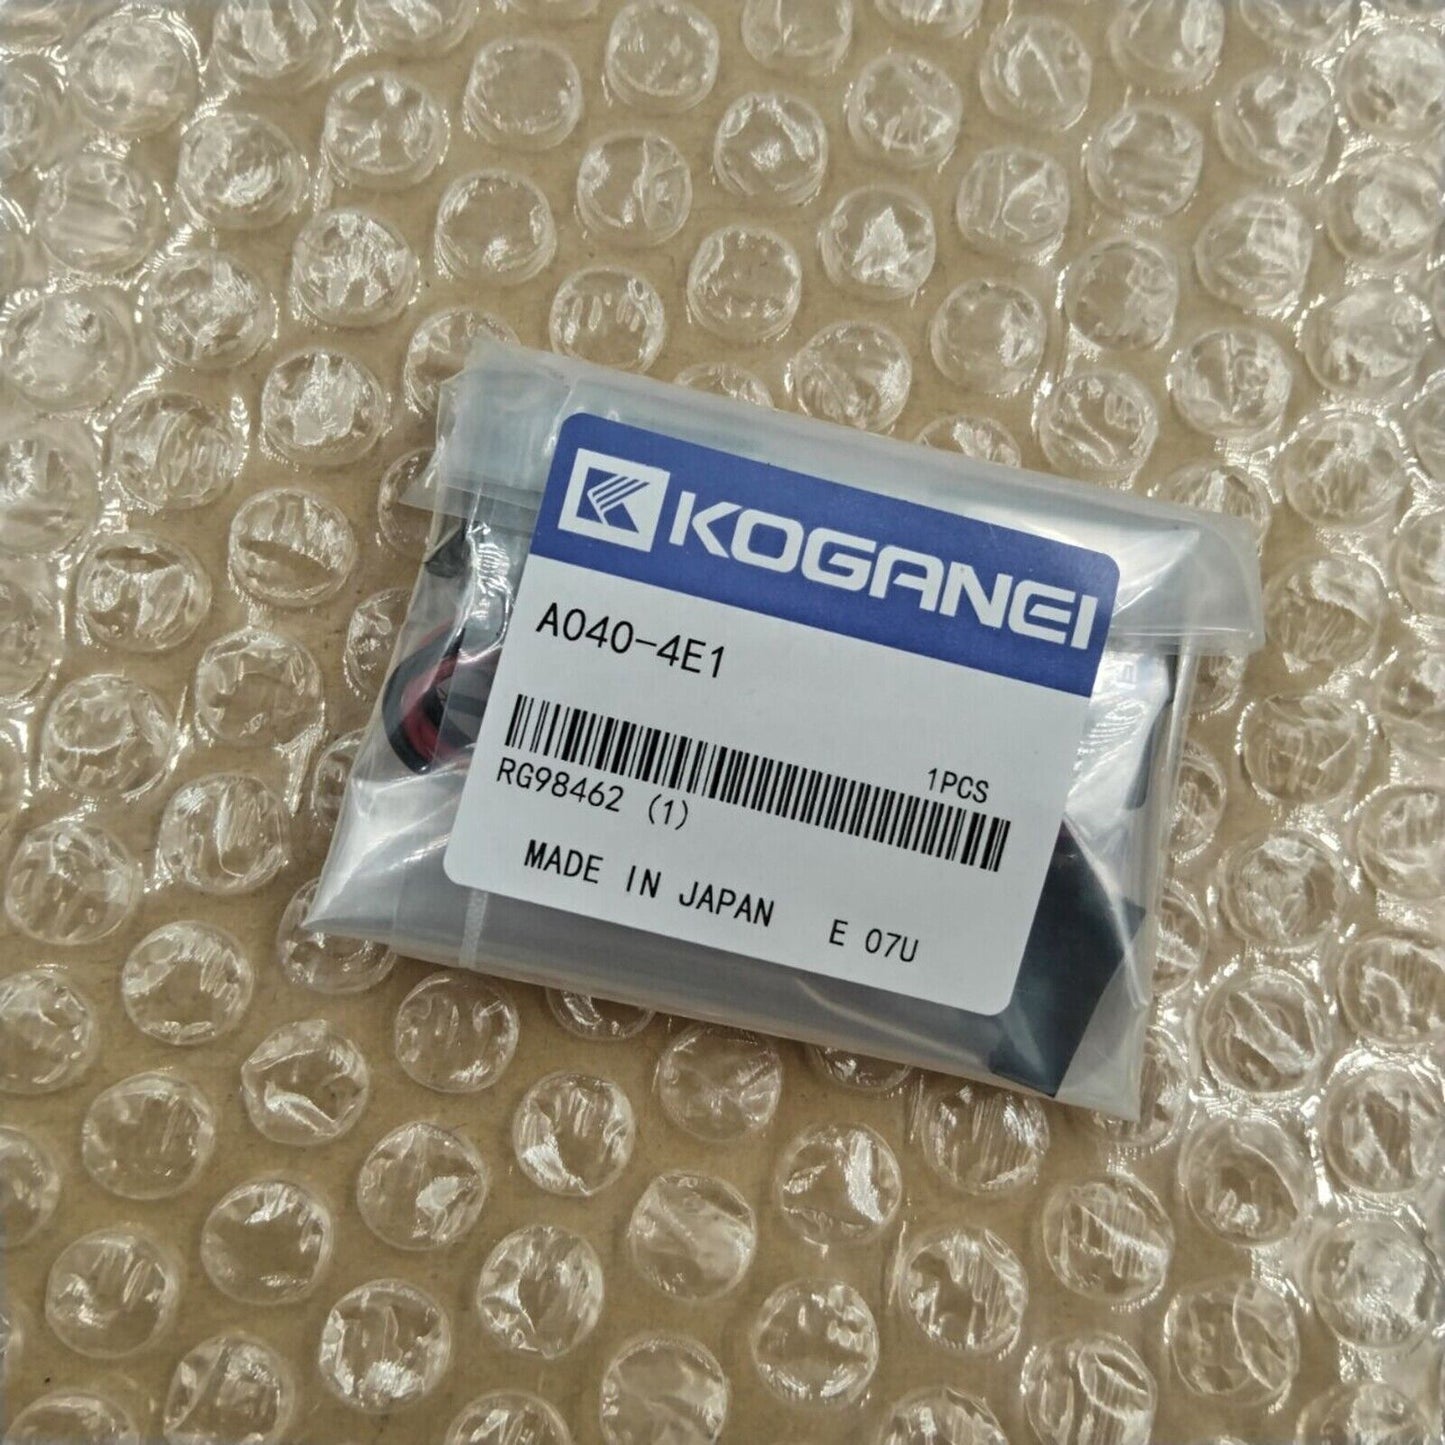 KOGANEI
A040-4E1
1PCS
RG98462 (1)
MADE IN JAPAN E 07U